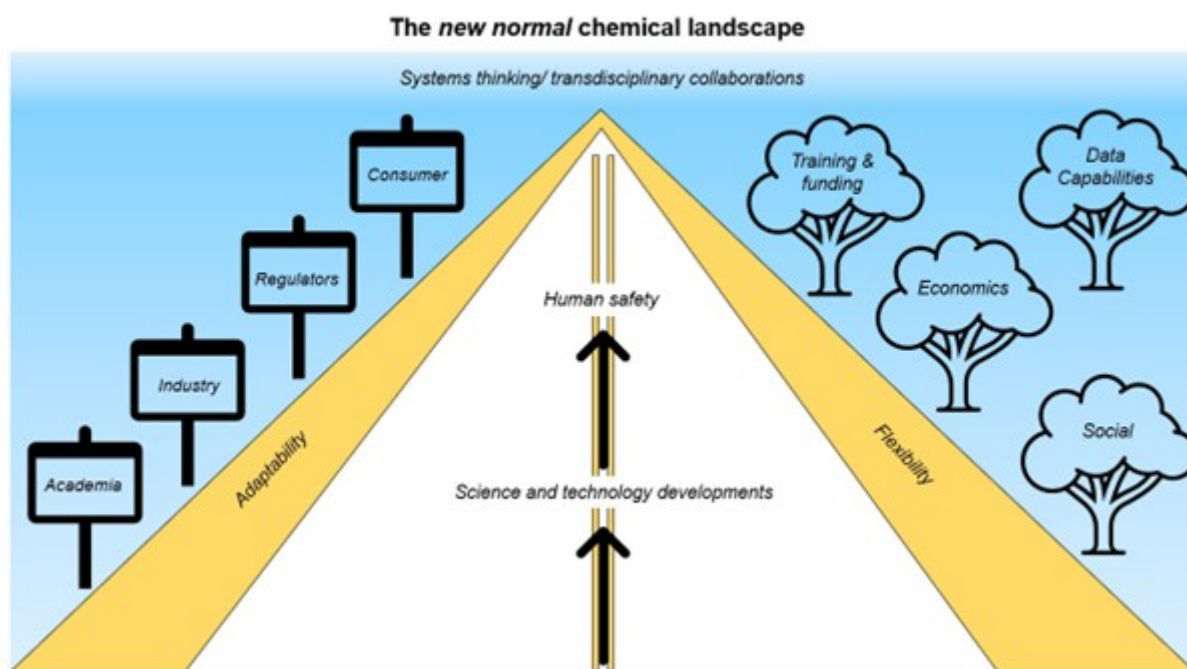 The new normal chemical landscape
Systems thinking/ transdisciplinary collaborations
Consumer
Regulators
Industry
Academia
Adaptability
Human safety
Science and technology developments
Flexibility
Training &
funding
Data
Capabilities
Economics
Social